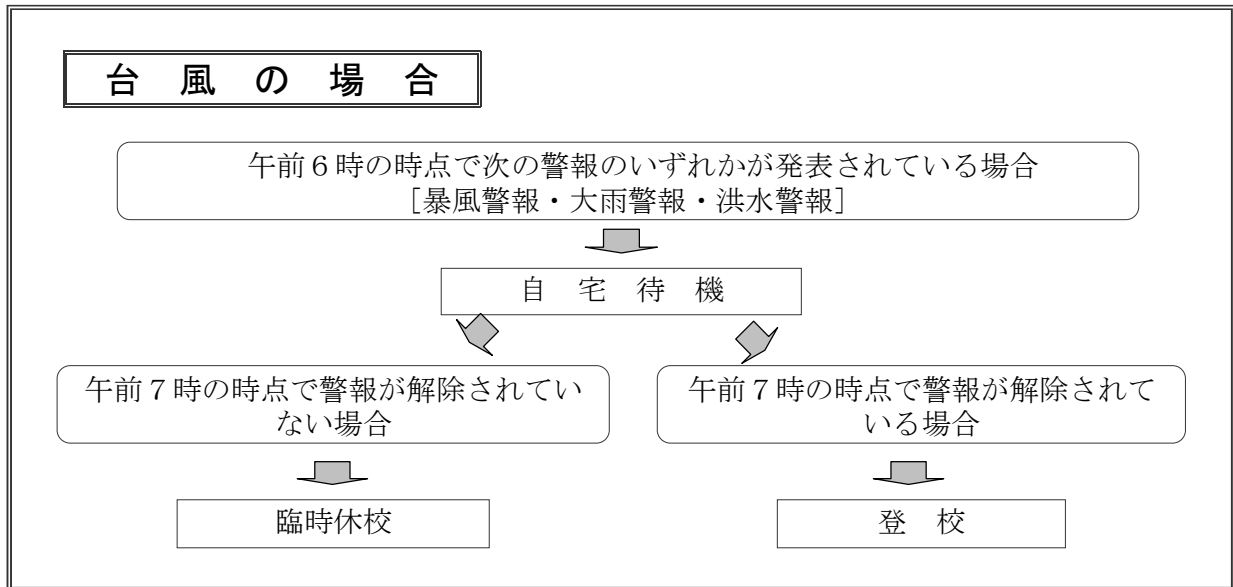 台 風 の 場 合
午前６時の時点で次の警報のいずれかが発表されている場合
［暴風警報・大雨警報・洪水警報］
自 宅 待 機
午前７時の時点で警報が解除されてい
ない場合
午前７時の時点で警報が解除されて
いる場合
臨時休校
登 校